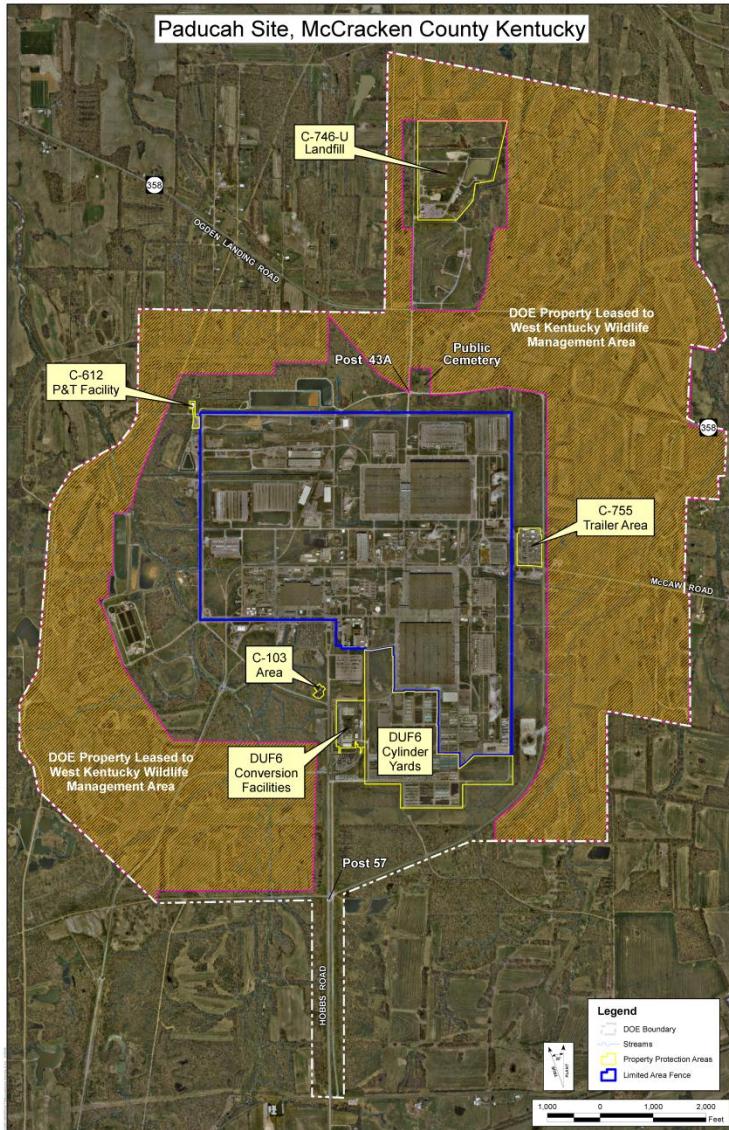 Paducah Site, McCracken County Kentucky
C-746-U
Landfill
358
OGDEN LANDING ROAD
DOE Property Leased to
West Kentucky Wildlife
Management Area
Post 43A
Public
Cemetery
C-612
P&T Facility
358
C-755
Trailer Area
McCAW ROAD
C-103
Area
DOE Property Leased to
West Kentucky Wildlife
Management Area
DUF6
Conversion
Facilities
DUF6
Cylinder
Yards
Post 57
HOBBS ROAD
Legend
DOE Boundary
Streams
Property Protection Areas
Limited Area Fence
TRUE
PLANT
1,000 0 1,000 2,000
Feet